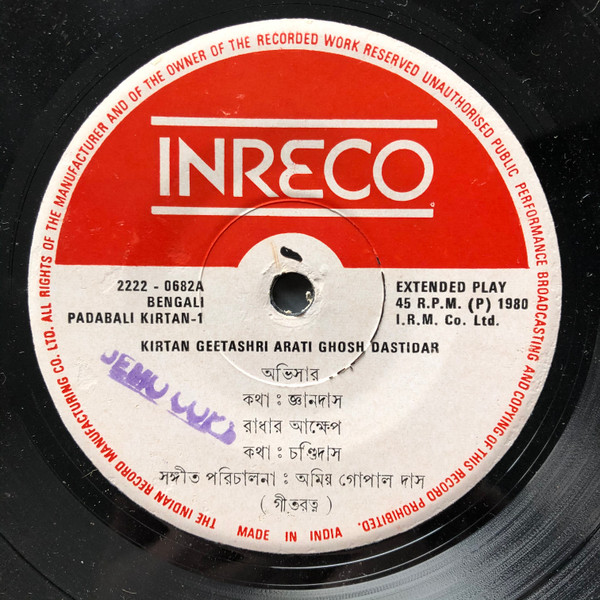 THE INDIAN RECORD MANUFACTURING CO. LTD. ALL RIGHTS OF THE MANUFACTURER AND OF THE OWNER OF THE RECORDED WORK RESERVED UNAUTHORISED PUBLIC PERFORMANCE BROADCASTING AND COPYING OF THIS RECORD PROHIBITED.
INRECO
2222 - 0682A
BENGALI
PADABALI KIRTAN-1
EXTENDED PLAY
45 R.P.M. (P) 1980
I.R.M. Co. Ltd.
KIRTAN GEETASHRI ARATI GHOSH DASTIDAR
অভিসার
কথা : জ্ঞানদাস
রাধার আক্ষেপ
কথা : চণ্ডিদাস
সঙ্গীত পরিচালনা : অমিয় গোপাল দাস
( গীতরত্ন )
MADE IN INDIA